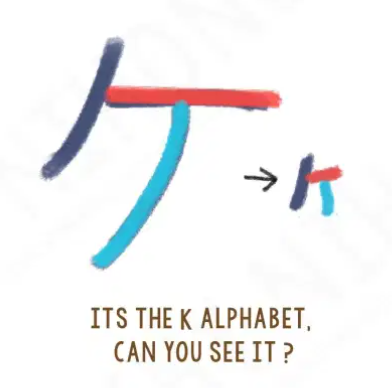 ケ
ITS THE K ALPHABET,
CAN YOU SEE IT ?